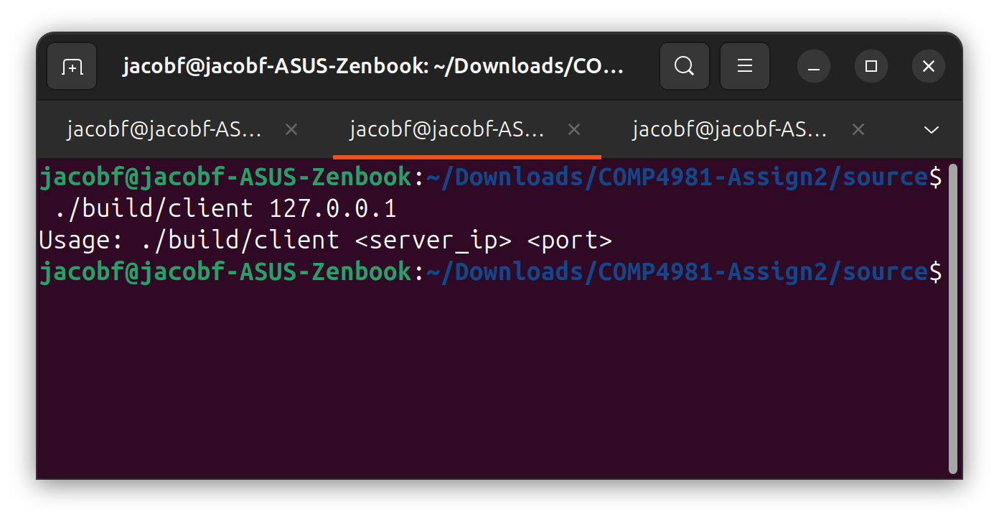 jacobf@jacobf-ASUS-Zenbook: ~/Downloads/CO…
jacobf@jacobf-AS… jacobf@jacobf-AS… jacobf@jacobf-AS…
jacobf@jacobf-ASUS-Zenbook:~/Downloads/COMP4981-Assign2/source$
./build/client 127.0.0.1
Usage: ./build/client <server_ip> <port>
jacobf@jacobf-ASUS-Zenbook:~/Downloads/COMP4981-Assign2/source$